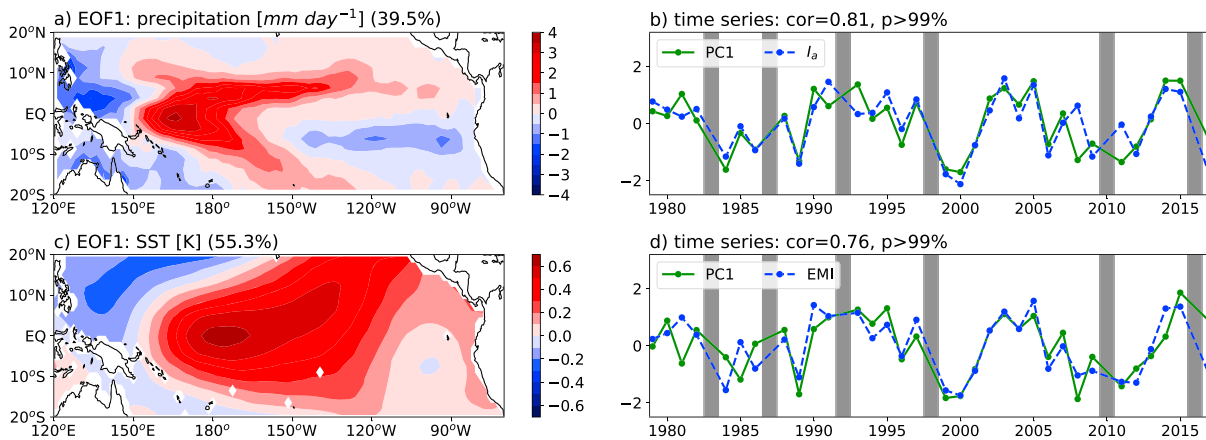 a) EOF1: precipitation [mm day⁻¹] (39.5%)
20°N
10°N
EQ
10°S
20°S
120°E
150°E
180°
150°W
120°W
90°W
4
3
2
1
0
−1
−2
−3
−4
b) time series: cor=0.81, p>99%
PC1
Iₐ
2
0
−2
1980
1985
1990
1995
2000
2005
2010
2015
c) EOF1: SST [K] (55.3%)
20°N
10°N
EQ
10°S
20°S
120°E
150°E
180°
150°W
120°W
90°W
0.6
0.4
0.2
0.0
−0.2
−0.4
−0.6
d) time series: cor=0.76, p>99%
PC1
EMI
2
0
−2
1980
1985
1990
1995
2000
2005
2010
2015